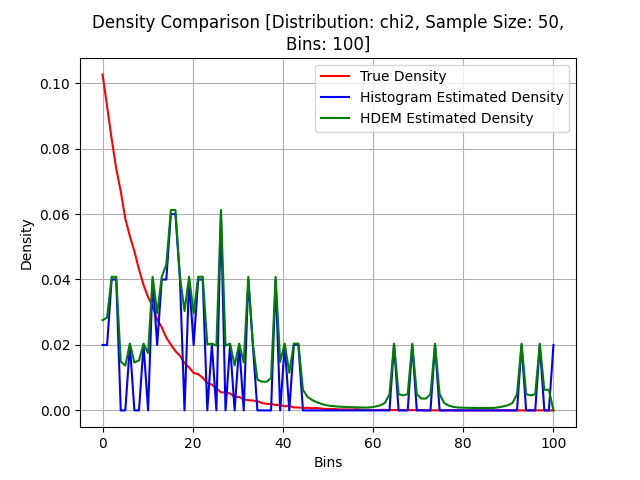 Density Comparison [Distribution: chi2, Sample Size: 50,
Bins: 100]
True Density
Histogram Estimated Density
HDEM Estimated Density
Density
0.10
0.08
0.06
0.04
0.02
0.00
0 20 40 60 80 100
Bins